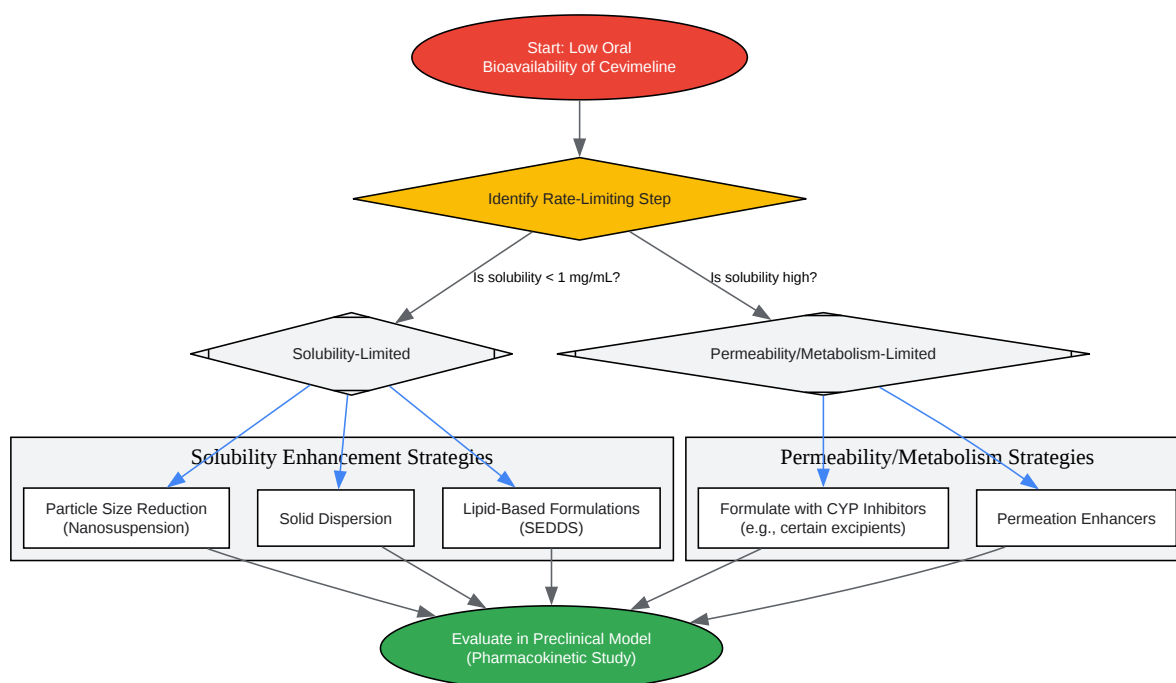 Start: Low Oral
Bioavailability of Cevimeline
Identify Rate-Limiting Step
Is solubility < 1 mg/mL?
Is solubility high?
Solubility-Limited
Permeability/Metabolism-Limited
Solubility Enhancement Strategies
Permeability/Metabolism Strategies
Particle Size Reduction
(Nanosuspension)
Solid Dispersion
Lipid-Based Formulations
(SEDDS)
Formulate with CYP Inhibitors
(e.g., certain excipients)
Permeation Enhancers
Evaluate in Preclinical Model
(Pharmacokinetic Study)